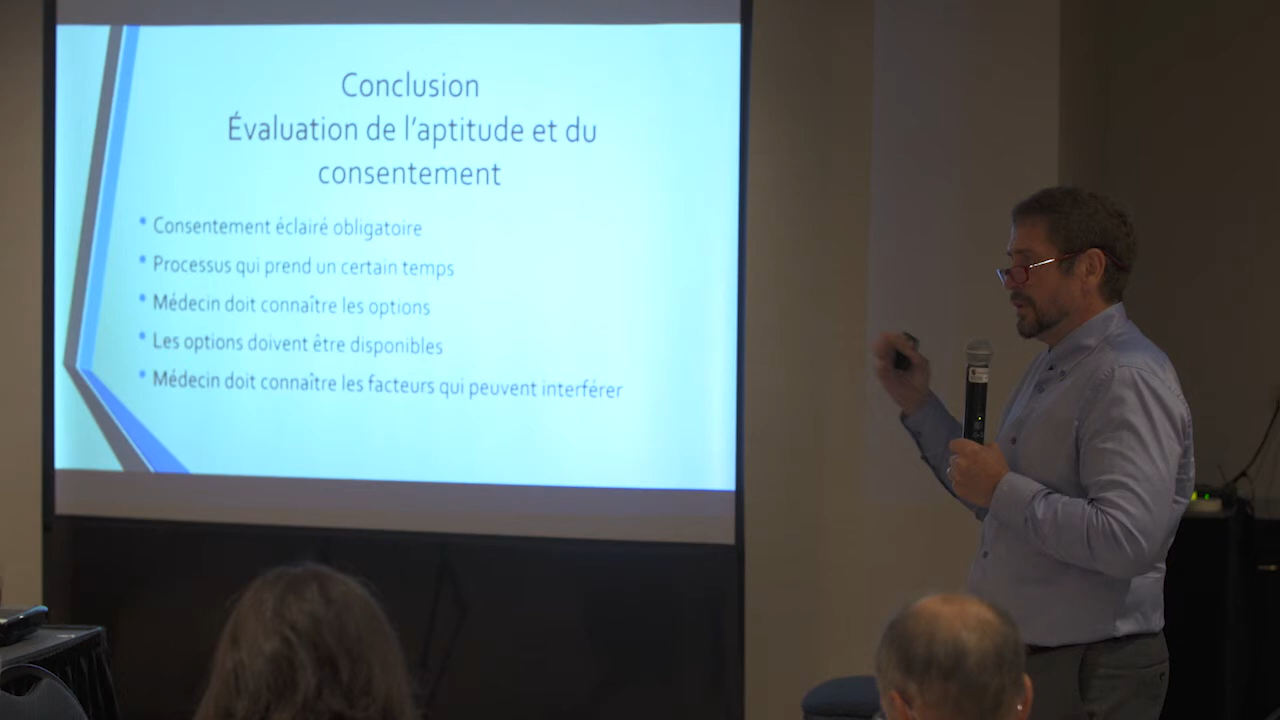 Conclusion
Évaluation de l'aptitude et du
consentement
• Consentement éclairé obligatoire
• Processus qui prend un certain temps
• Médecin doit connaître les options
• Les options doivent être disponibles
• Médecin doit connaître les facteurs qui peuvent interférer